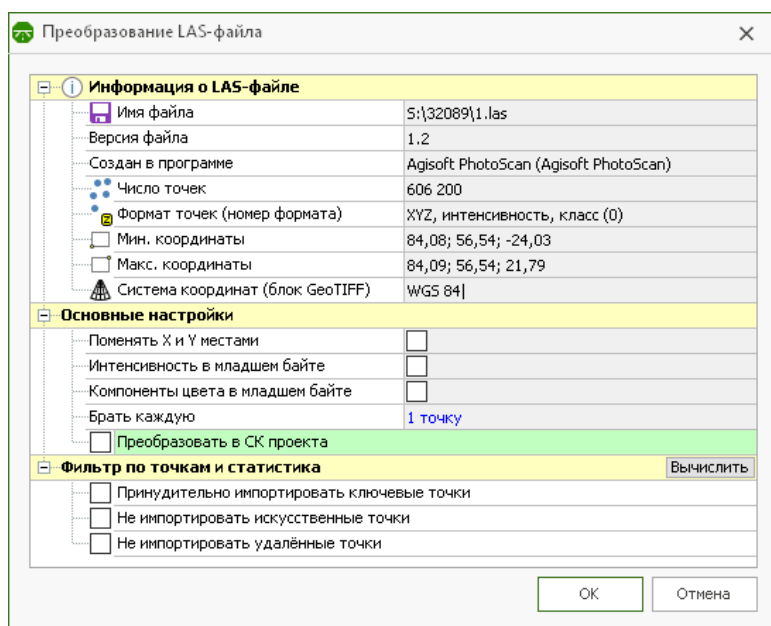 Преобразование LAS-файла
Информация о LAS-файле
Имя файла S:\32089\1.las
Версия файла 1.2
Создан в программе Agisoft PhotoScan (Agisoft PhotoScan)
Число точек 606 200
Формат точек (номер формата) XYZ, интенсивность, класс (0)
Мин. координаты 84,08; 56,54; -24,03
Макс. координаты 84,09; 56,54; 21,79
Система координат (блок GeoTIFF) WGS 84|
Основные настройки
Поменять X и Y местами
Интенсивность в младшем байте
Компоненты цвета в младшем байте
Брать каждую 1 точку
Преобразовать в СК проекта
Фильтр по точкам и статистика Вычислить
Принудительно импортировать ключевые точки
Не импортировать искусственные точки
Не импортировать удалённые точки
OK Отмена